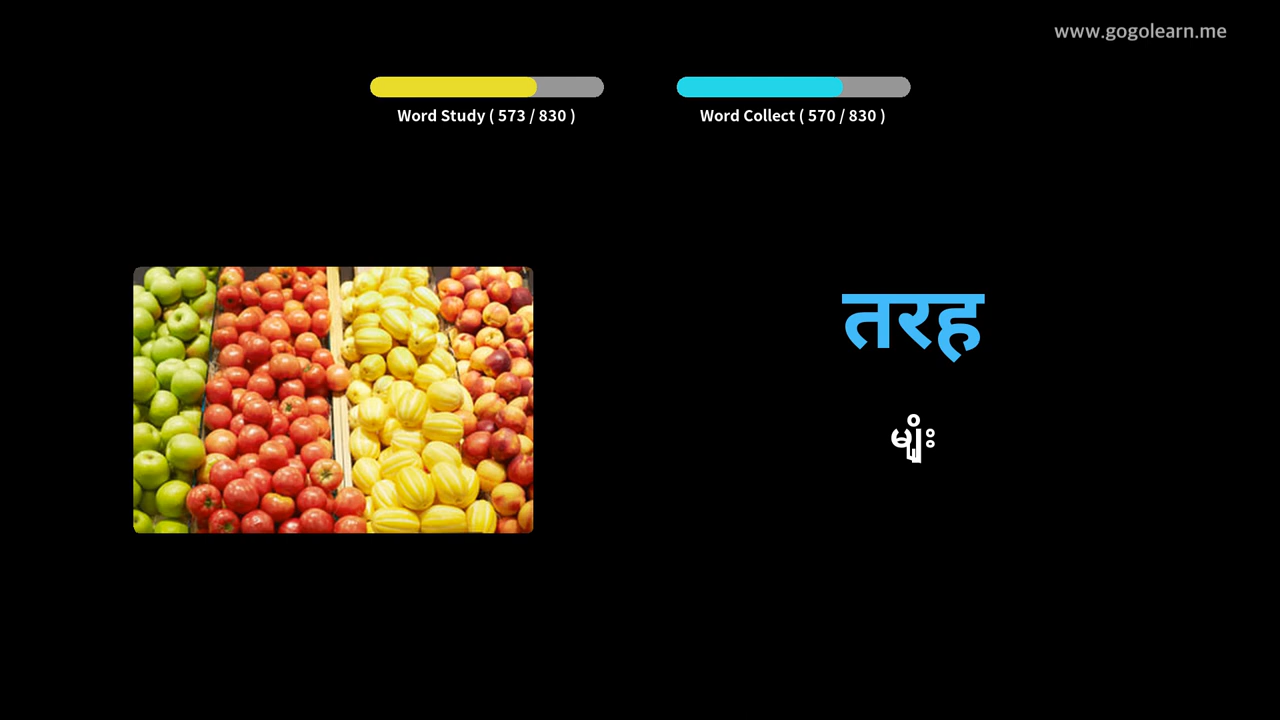 www.gogolearn.me
Word Study ( 573 / 830 )
Word Collect ( 570 / 830 )
तरह
မျိုး